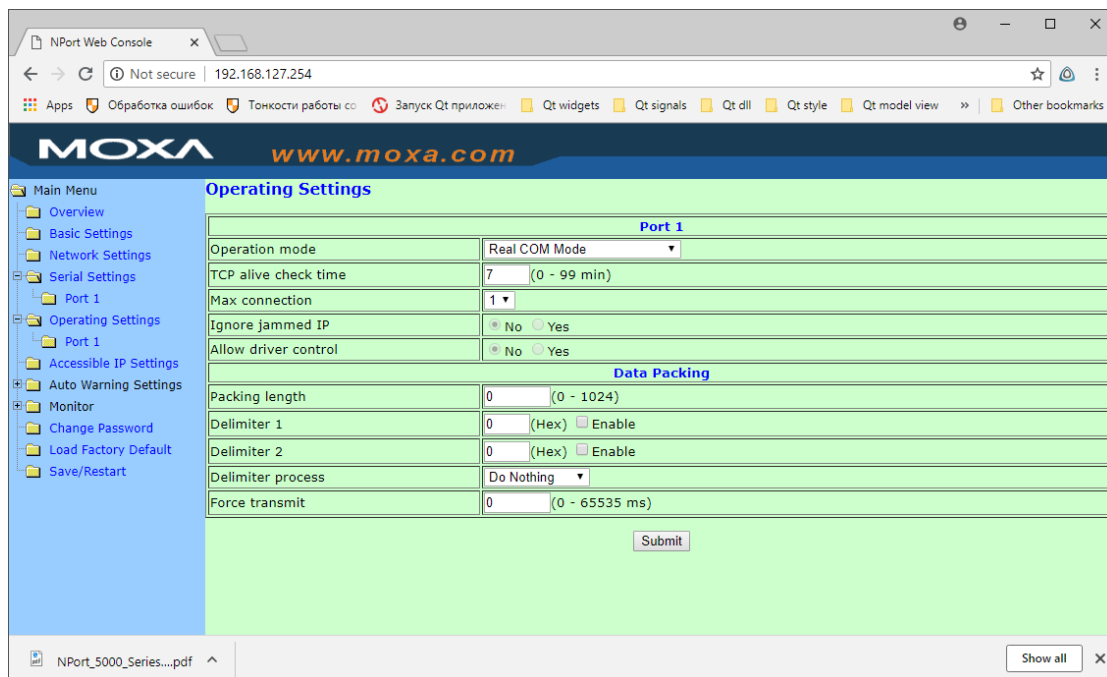 NPort Web Console
Not secure | 192.168.127.254
Apps Обработка ошибок Тонкости работы со Запуск Qt приложен Qt widgets Qt signals Qt dll Qt style Qt model view » Other bookmarks
MOXA www.moxa.com
Main Menu
Overview
Basic Settings
Network Settings
Serial Settings
Port 1
Operating Settings
Port 1
Accessible IP Settings
Auto Warning Settings
Monitor
Change Password
Load Factory Default
Save/Restart
Operating Settings
Port 1
Operation mode Real COM Mode
TCP alive check time 7 (0 - 99 min)
Max connection 1
Ignore jammed IP No Yes
Allow driver control No Yes
Data Packing
Packing length 0 (0 - 1024)
Delimiter 1 0 (Hex) Enable
Delimiter 2 0 (Hex) Enable
Delimiter process Do Nothing
Force transmit 0 (0 - 65535 ms)
Submit
NPort_5000_Series....pdf
Show all